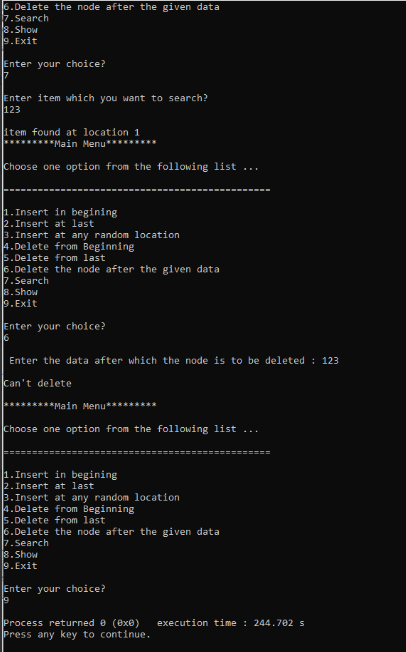 6.Delete the node after the given data
7.Search
8.Show
9.Exit
Enter your choice?
7
Enter item which you want to search?
123
item found at location 1
*********Main Menu*********
Choose one option from the following list ...
===============================================
1.Insert in begining
2.Insert at last
3.Insert at any random location
4.Delete from Beginning
5.Delete from last
6.Delete the node after the given data
7.Search
8.Show
9.Exit
Enter your choice?
6
Enter the data after which the node is to be deleted : 123
Can't delete
*********Main Menu*********
Choose one option from the following list ...
===============================================
1.Insert in begining
2.Insert at last
3.Insert at any random location
4.Delete from Beginning
5.Delete from last
6.Delete the node after the given data
7.Search
8.Show
9.Exit
Enter your choice?
9
Process returned 0 (0x0)   execution time : 244.702 s
Press any key to continue.